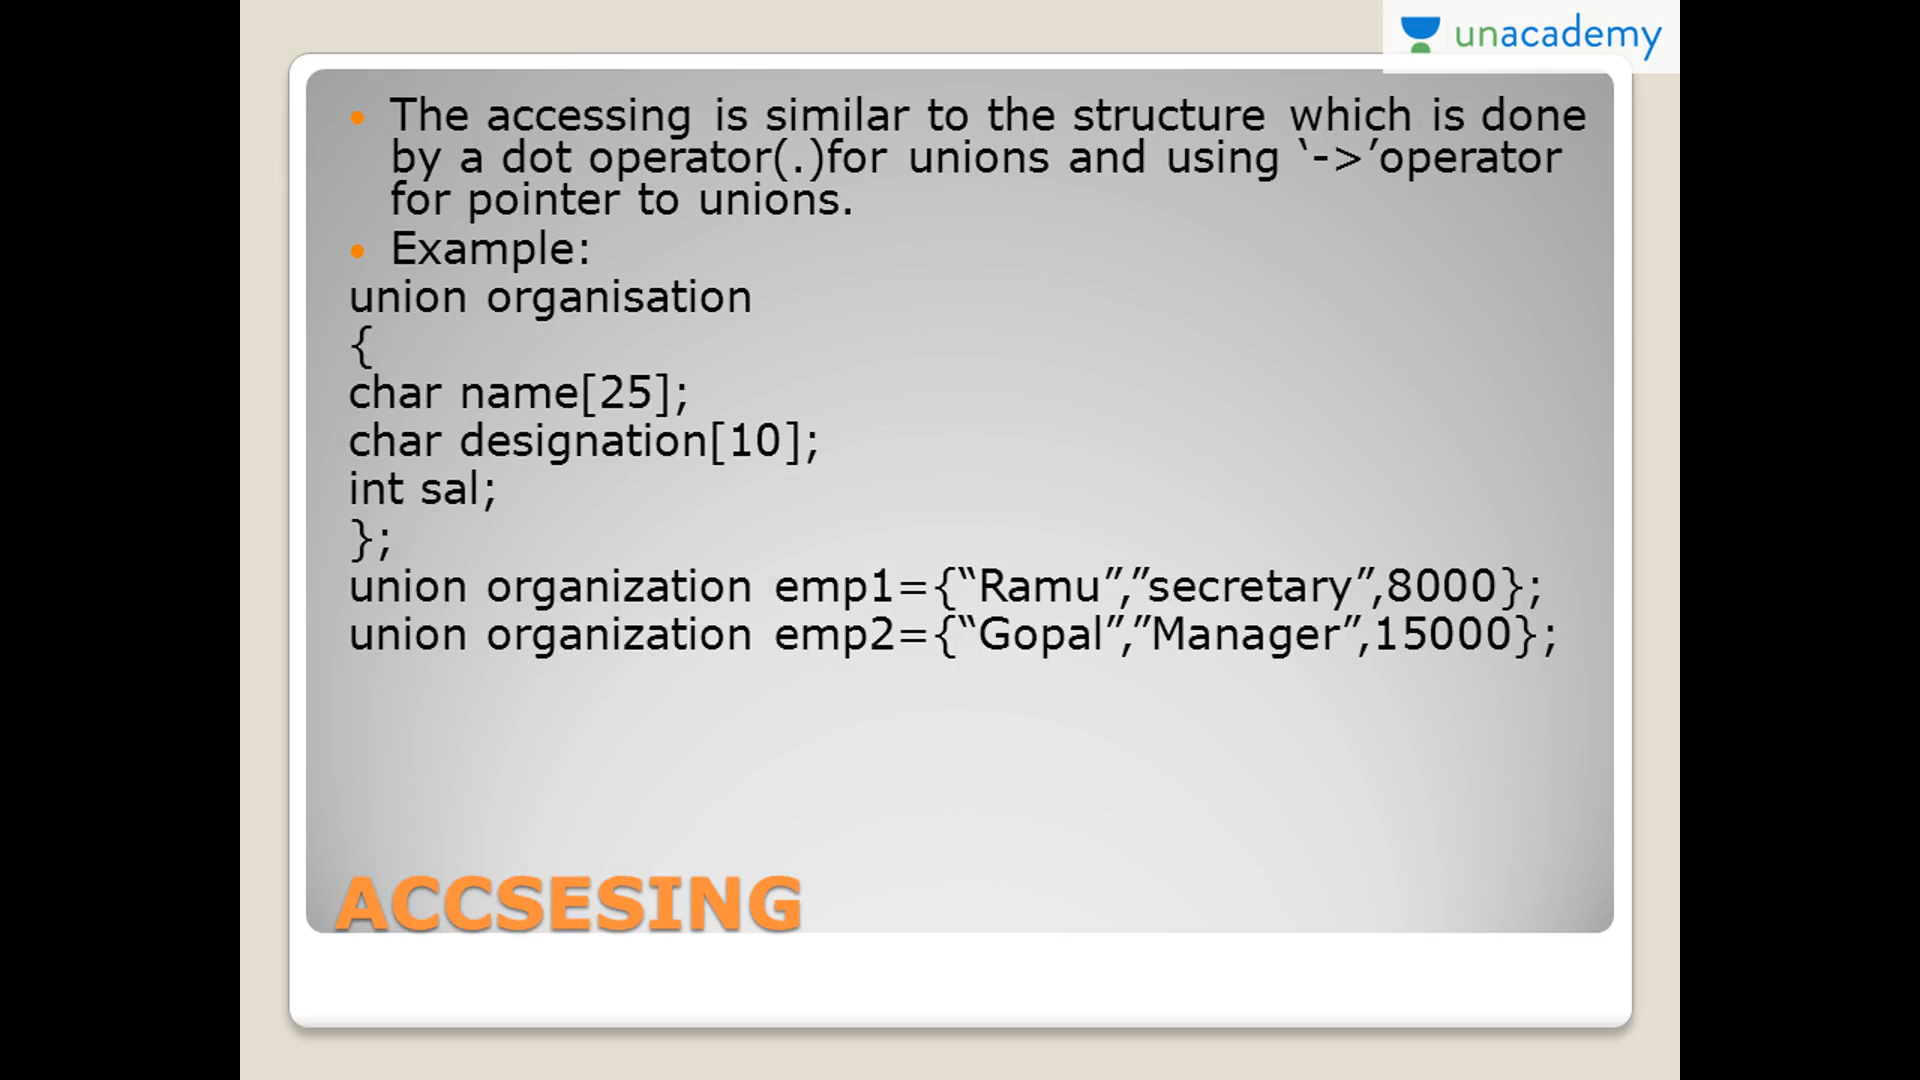 unacademy
The accessing is similar to the structure which is done
by a dot operator(.)for unions and using ‘->’operator
for pointer to unions.
Example:
union organisation
{
char name[25];
char designation[10];
int sal;
};
union organization emp1={“Ramu”,”secretary”,8000};
union organization emp2={“Gopal”,”Manager”,15000};
ACCSESING